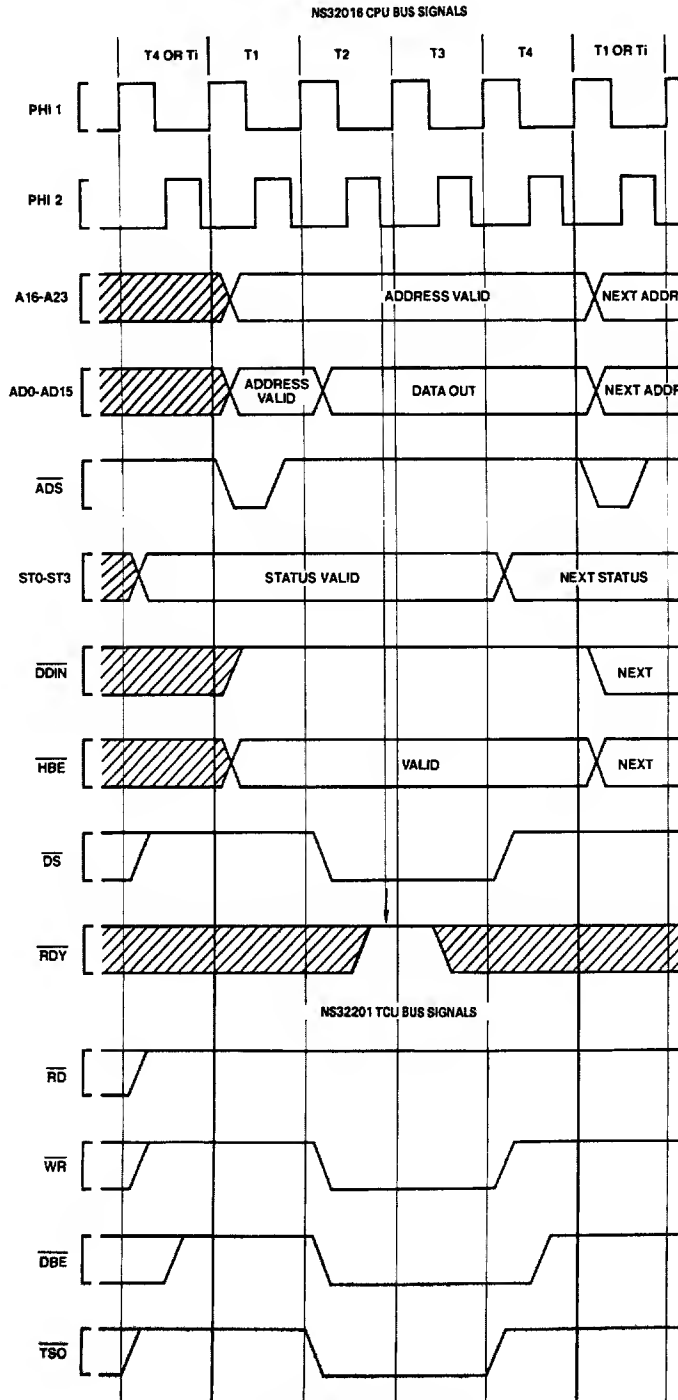 NS32016 CPU BUS SIGNALS
T4 OR Ti T1 T2 T3 T4 T1 OR Ti
PHI 1
PHI 2
A16-A23 ADDRESS VALID NEXT ADDR
AD0-AD15 ADDRESS VALID DATA OUT NEXT ADDR
ADS
ST0-ST3 STATUS VALID NEXT STATUS
DDIN NEXT
HBE VALID NEXT
DS
RDY
NS32201 TCU BUS SIGNALS
RD
WR
DBE
TSO